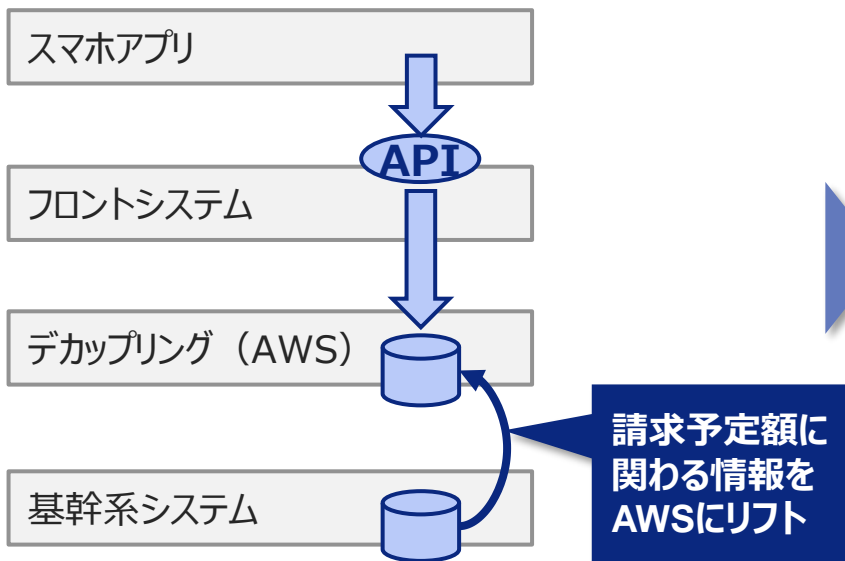 スマホアプリ
API
フロントシステム
デカップリング（AWS）
請求予定額に
関わる情報を
AWSにリフト
基幹系システム